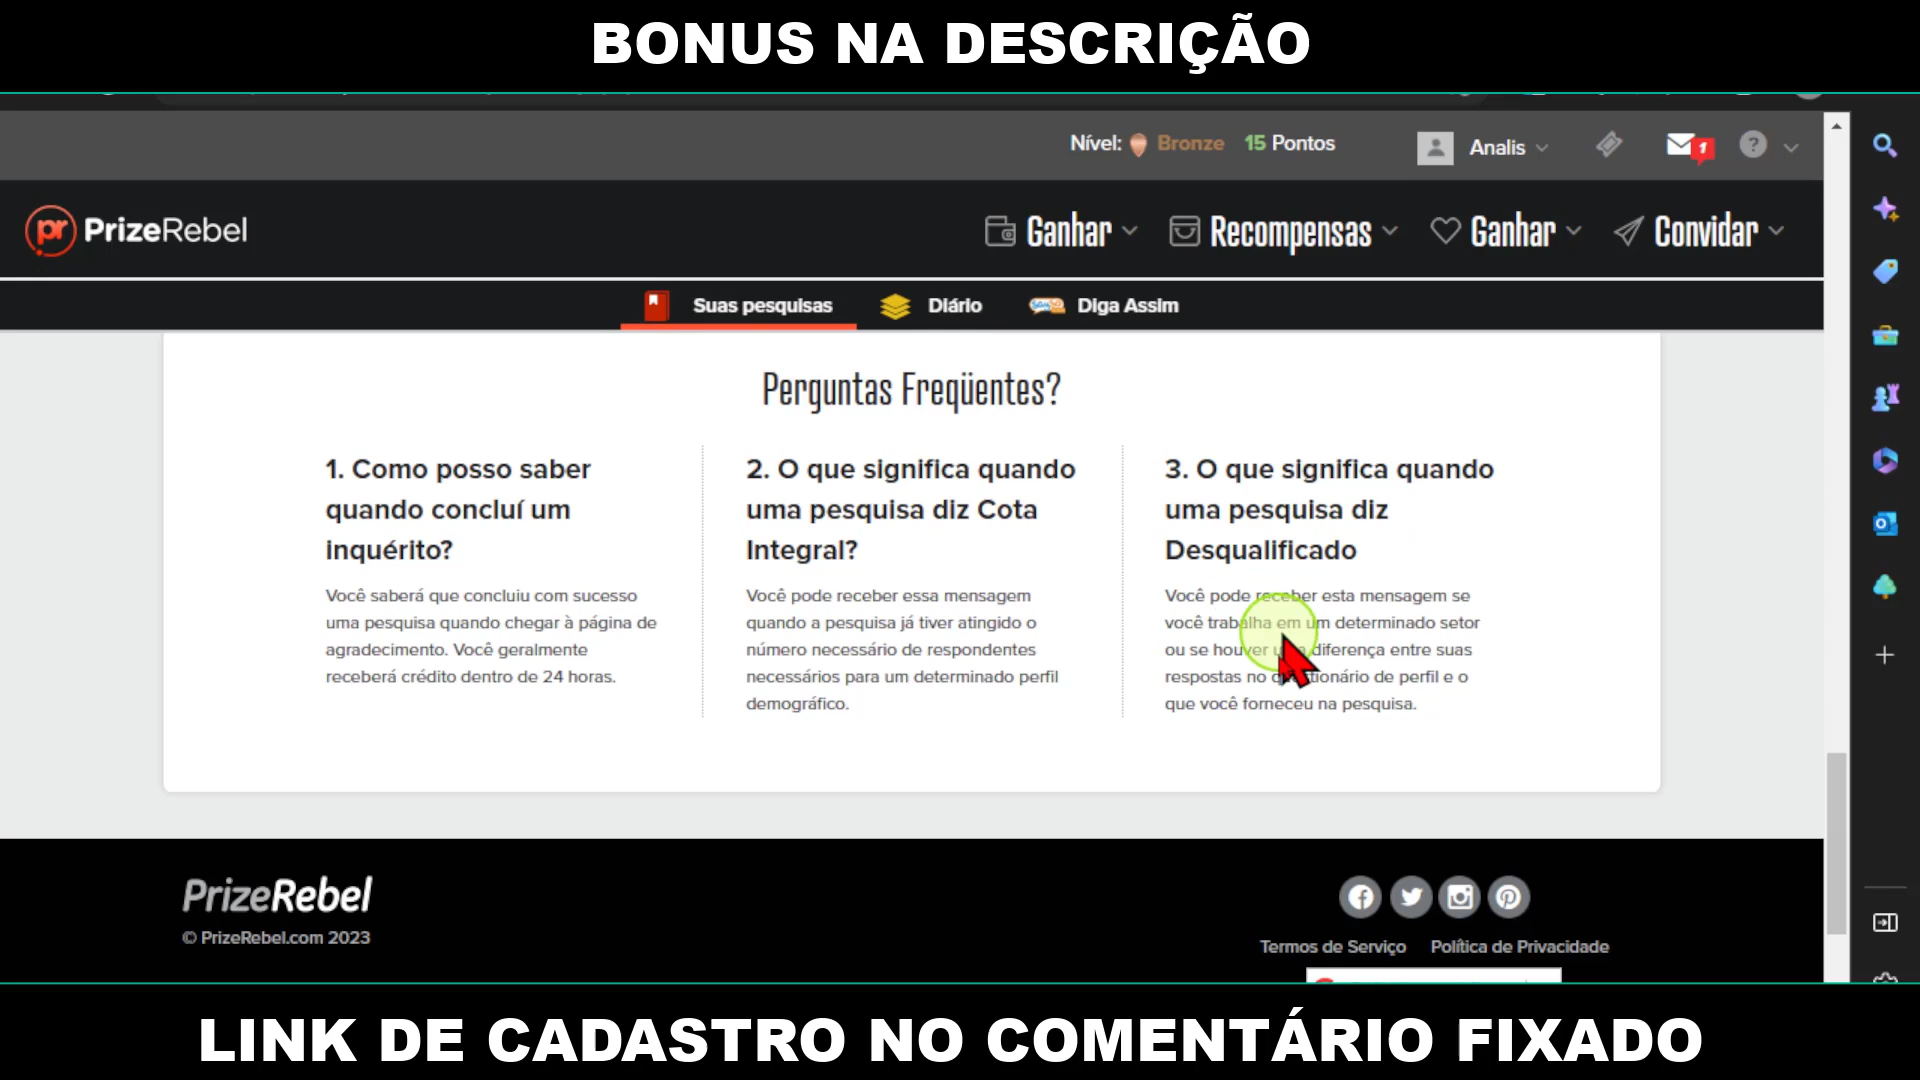 BONUS NA DESCRIÇÃO
Nível: Bronze 15 Pontos Analis 1 ?
pr PrizeRebel
Ganhar Recompensas Ganhar Convidar
Suas pesquisas Diário Diga Assim
Perguntas Freqüentes?
1. Como posso saber
quando concluí um
inquérito?
Você saberá que concluiu com sucesso
uma pesquisa quando chegar à página de
agradecimento. Você geralmente
receberá crédito dentro de 24 horas.
2. O que significa quando
uma pesquisa diz Cota
Integral?
Você pode receber essa mensagem
quando a pesquisa já tiver atingido o
número necessário de respondentes
necessários para um determinado perfil
demográfico.
3. O que significa quando
uma pesquisa diz
Desqualificado
Você pode receber esta mensagem se
você trabalha em um determinado setor
ou se houver uma diferença entre suas
respostas no questionário de perfil e o
que você forneceu na pesquisa.
PrizeRebel
© PrizeRebel.com 2023
Termos de Serviço Política de Privacidade
LINK DE CADASTRO NO COMENTÁRIO FIXADO